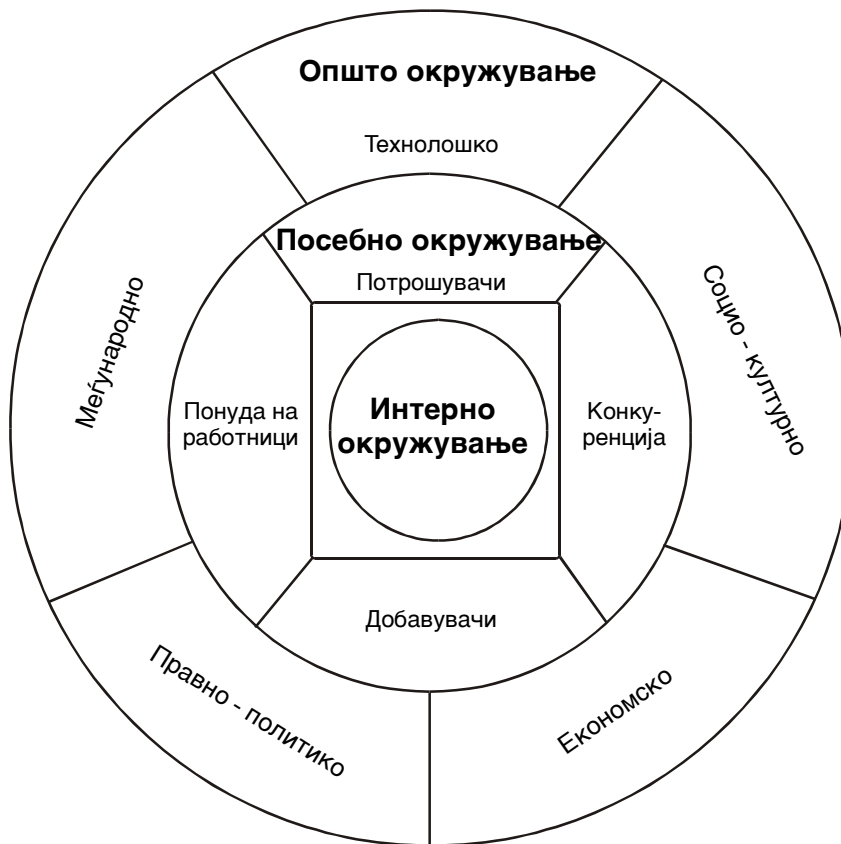 Општо окружување
Технолошко
Посебно окружување
Потрошувачи
Меѓународно
Социо - културно
Понуда на
работници
Интерно
окружување
Конку-
ренција
Добавувачи
Правно - политико
Економско